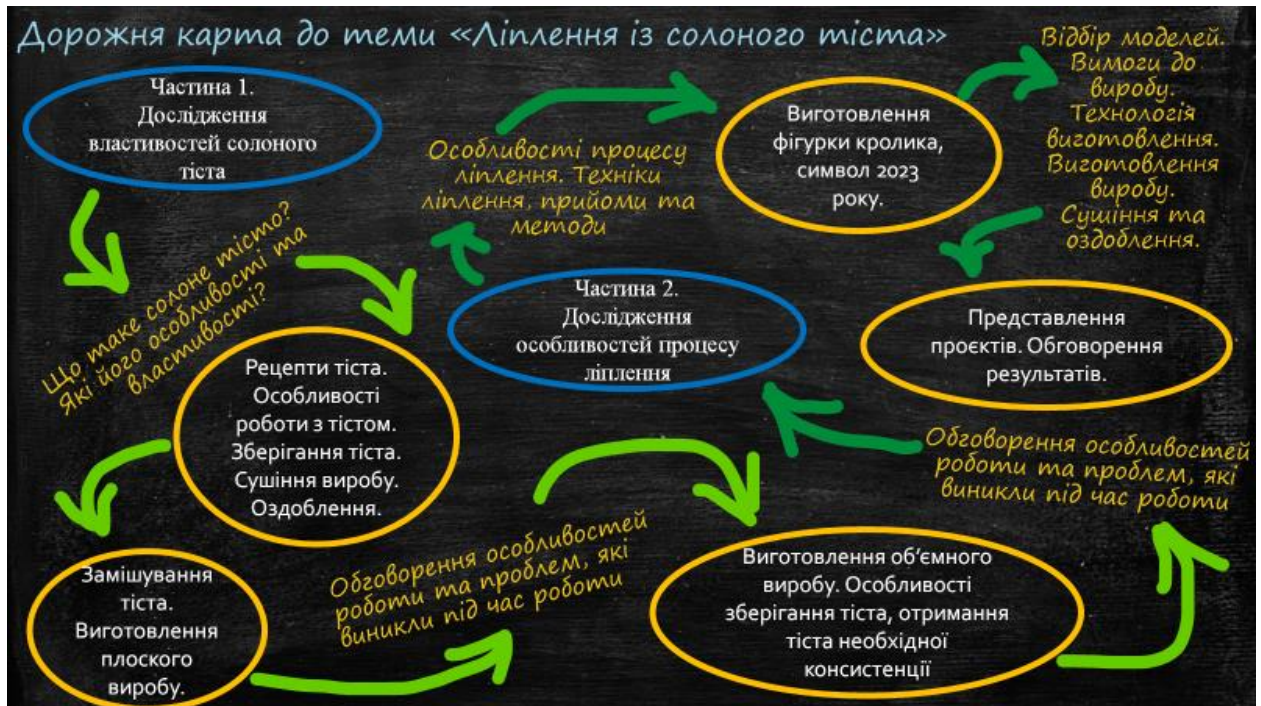 Дорожня карта до теми «Ліплення із солоного тіста»
Частина 1.
Дослідження
властивостей солоного
тіста
Що таке солоне тісто?
Які його особливості та
властивості?
Рецепти тіста.
Особливості
роботи з тістом.
Зберігання тіста.
Сушіння виробу.
Оздоблення.
Замішування
тіста.
Виготовлення
плоского
виробу.
Обговорення особливостей
роботи та проблем, які
виникли під час роботи
Виготовлення об’ємного
виробу. Особливості
зберігання тіста, отримання
тіста необхідної
консистенції
Обговорення особливостей
роботи та проблем, які
виникли під час роботи
Частина 2.
Дослідження
особливостей процесу
ліплення
Особливості процесу
ліплення. Техніки
ліплення, прийоми та
методи
Виготовлення
фігурки кролика,
символ 2023
року.
Відбір моделей.
Вимоги до
виробу.
Технологія
виготовлення.
Виготовлення
виробу.
Сушіння та
оздоблення.
Представлення
проєктів. Обговорення
результатів.